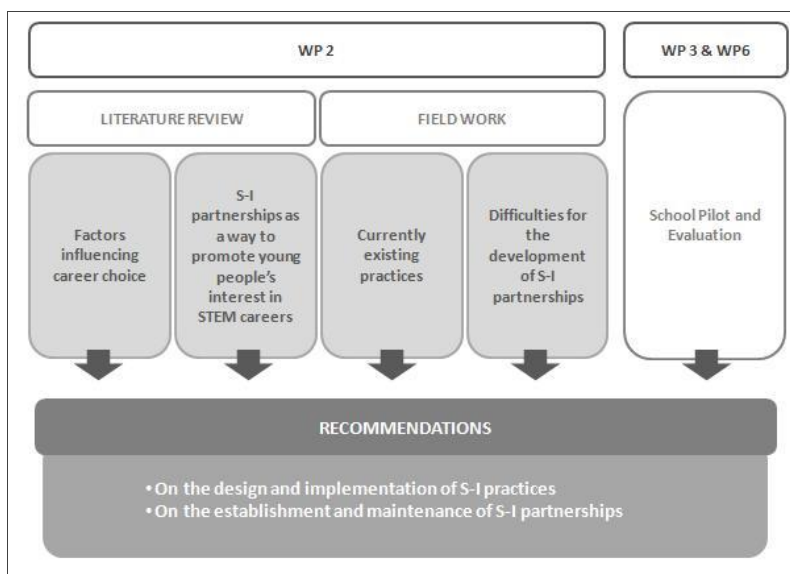 WP 2
WP 3 & WP6
LITERATURE REVIEW
FIELD WORK
Factors
influencing
career choice
S-I
partnerships as
a way to
promote young
people's
interest in
STEM careers
Currently
existing
practices
Difficulties for
the
development
of S-I
partnerships
School Pilot and
Evaluation
RECOMMENDATIONS
• On the design and implementation of S-I practices
• On the establishment and maintenance of S-I partnerships